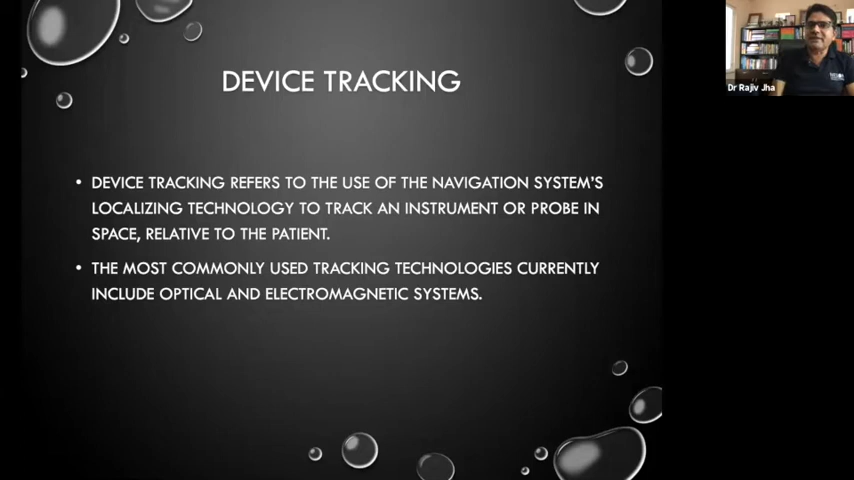 DEVICE TRACKING
• DEVICE TRACKING REFERS TO THE USE OF THE NAVIGATION SYSTEM'S
LOCALIZING TECHNOLOGY TO TRACK AN INSTRUMENT OR PROBE IN
SPACE, RELATIVE TO THE PATIENT.
• THE MOST COMMONLY USED TRACKING TECHNOLOGIES CURRENTLY
INCLUDE OPTICAL AND ELECTROMAGNETIC SYSTEMS.
Dr Rajiv Jha